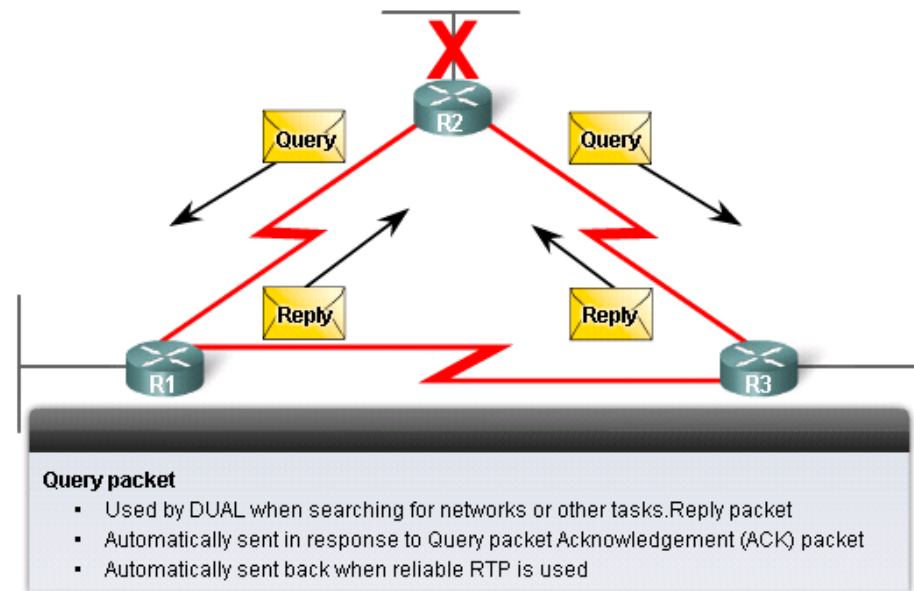 X
R2
Query
Query
Reply
Reply
R1
R3
Query packet
▪ Used by DUAL when searching for networks or other tasks.Reply packet
▪ Automatically sent in response to Query packet Acknowledgement (ACK) packet
▪ Automatically sent back when reliable RTP is used